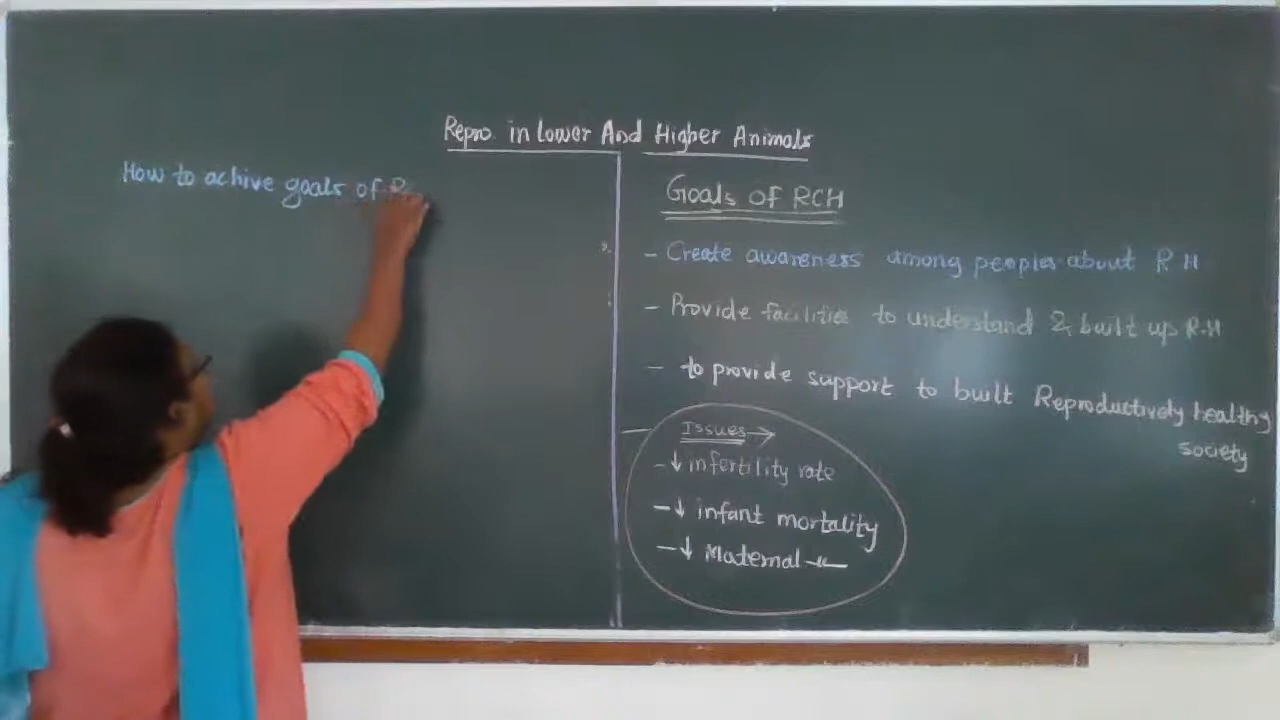 Repro. in Lower And Higher Animals
How to achive goals of R
Goals of RCH
- Create awareness among peoples about R H
- Provide facilities to understand & built up R.H
- to provide support to built Reproductively healthy
society
Issues →
- ↓ infertility rate
- ↓ infant mortality
- ↓ Maternal -〃-